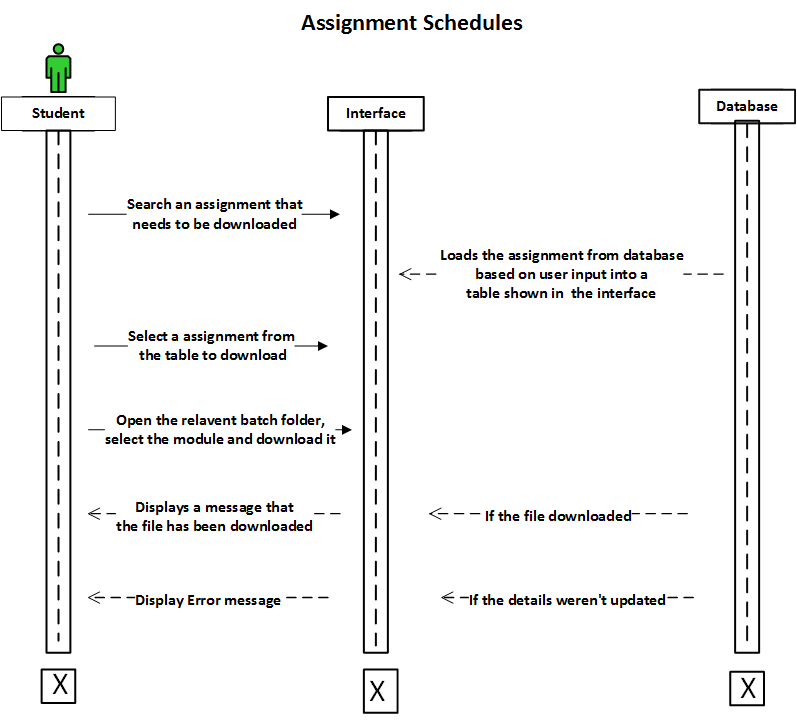 Assignment Schedules
Student
Interface
Database
Search an assignment that
needs to be downloaded
Loads the assignment from database
based on user input into a
table shown in the interface
Select a assignment from
the table to download
Open the relavent batch folder,
select the module and download it
Displays a message that
the file has been downloaded
If the file downloaded
Display Error message
If the details weren't updated
X
X
X